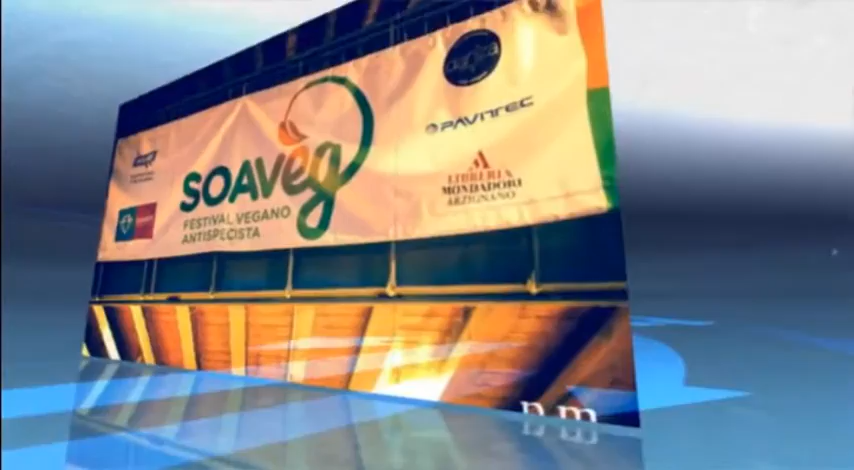 SOAVeg
FESTIVAL VEGANO
ANTISPECISTA
PAVITEC
LIBRERIA
MONDADORI
ARZIGNANO
n.m